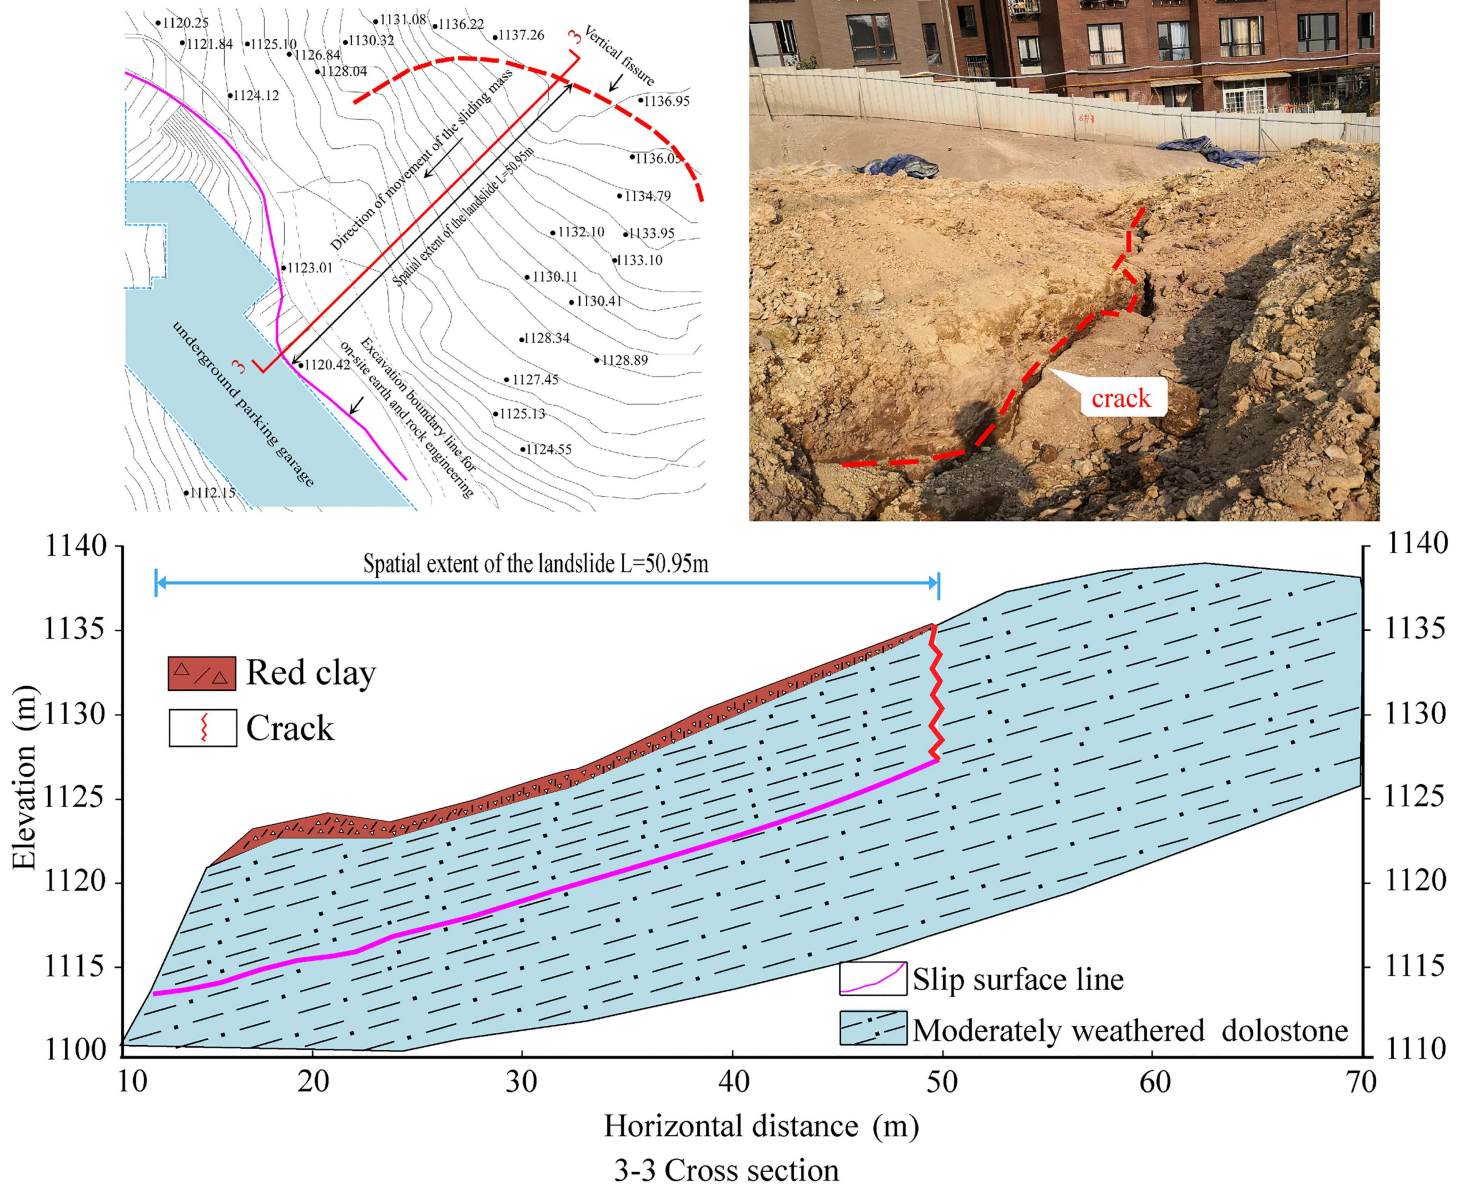 1120.25
1121.84
1125.10
1126.84
1128.04
1124.12
1130.32
1131.08
1136.22
1137.26
3
Vertical fissure
1136.95
1136.05
1134.79
1133.95
1133.10
1132.10
1130.11
1130.41
1128.34
1128.89
1127.45
1125.13
1124.55
Direction of movement of the sliding mass
Spatial extent of the landslide L=50.95m
1123.01
1120.42
3
Excavation boundary line for
on-site earth and rock engineering
underground parking garage
1112.15
crack
Spatial extent of the landslide L=50.95m
Red clay
Crack
Slip surface line
Moderately weathered dolostone
Elevation (m)
1140
1135
1130
1125
1120
1115
1100
1140
1135
1130
1125
1120
1115
1110
10 20 30 40 50 60 70
Horizontal distance (m)
3-3 Cross section